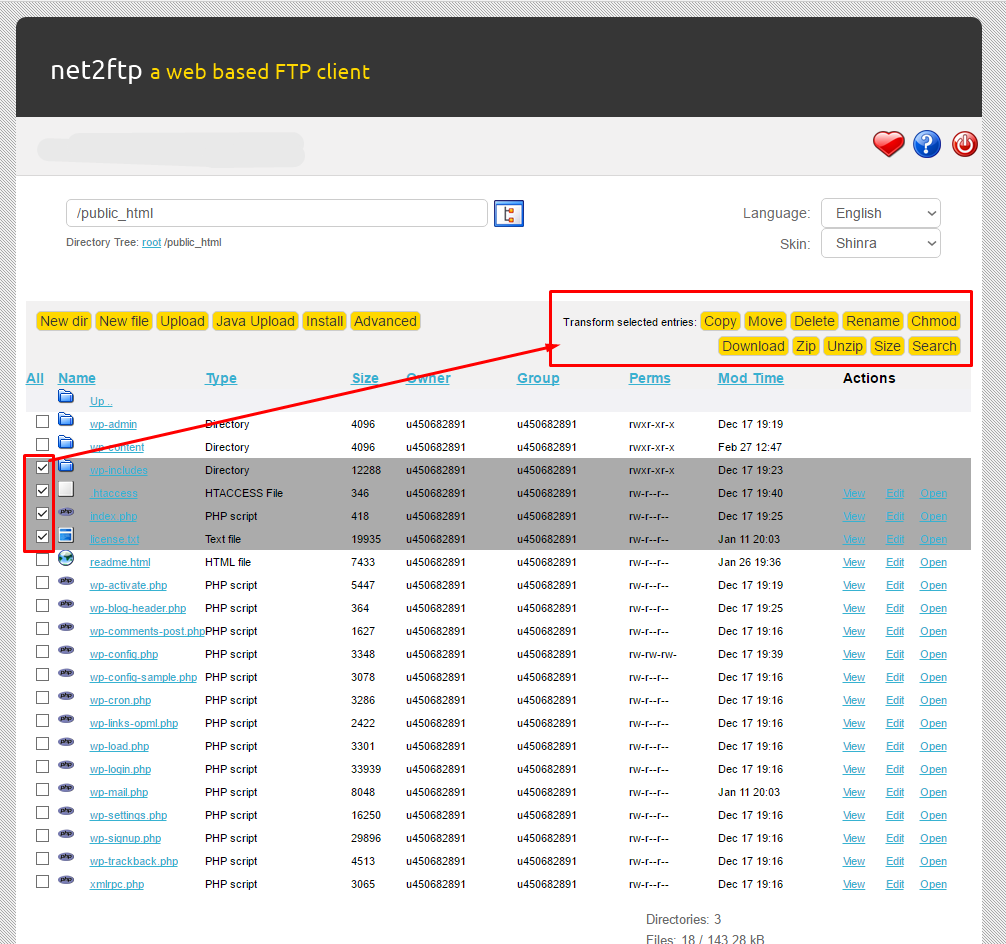 net2ftp a web based FTP client
/public_html
Language: English
Directory Tree: root /public_html
Skin: Shinra
New dir New file Upload Java Upload Install Advanced
Transform selected entries: Copy Move Delete Rename Chmod
Download Zip Unzip Size Search
All Name Type Size Owner Group Perms Mod Time Actions
Up ..
wp-admin Directory 4096 u450682891 u450682891 rwxr-xr-x Dec 17 19:19
wp-content Directory 4096 u450682891 u450682891 rwxr-xr-x Feb 27 12:47
wp-includes Directory 12288 u450682891 u450682891 rwxr-xr-x Dec 17 19:23
.htaccess HTACCESS File 346 u450682891 u450682891 rw-r--r-- Dec 17 19:40 View Edit Open
index.php PHP script 418 u450682891 u450682891 rw-r--r-- Dec 17 19:25 View Edit Open
license.txt Text file 19935 u450682891 u450682891 rw-r--r-- Jan 11 20:03 View Edit Open
readme.html HTML file 7433 u450682891 u450682891 rw-r--r-- Jan 26 19:36 View Edit Open
wp-activate.php PHP script 5447 u450682891 u450682891 rw-r--r-- Dec 17 19:19 View Edit Open
wp-blog-header.php PHP script 364 u450682891 u450682891 rw-r--r-- Dec 17 19:25 View Edit Open
wp-comments-post.php PHP script 1627 u450682891 u450682891 rw-r--r-- Dec 17 19:16 View Edit Open
wp-config.php PHP script 3348 u450682891 u450682891 rw-rw-rw- Dec 17 19:39 View Edit Open
wp-config-sample.php PHP script 3078 u450682891 u450682891 rw-r--r-- Dec 17 19:16 View Edit Open
wp-cron.php PHP script 3286 u450682891 u450682891 rw-r--r-- Dec 17 19:16 View Edit Open
wp-links-opml.php PHP script 2422 u450682891 u450682891 rw-r--r-- Dec 17 19:16 View Edit Open
wp-load.php PHP script 3301 u450682891 u450682891 rw-r--r-- Dec 17 19:16 View Edit Open
wp-login.php PHP script 33939 u450682891 u450682891 rw-r--r-- Dec 17 19:16 View Edit Open
wp-mail.php PHP script 8048 u450682891 u450682891 rw-r--r-- Jan 11 20:03 View Edit Open
wp-settings.php PHP script 16250 u450682891 u450682891 rw-r--r-- Dec 17 19:16 View Edit Open
wp-signup.php PHP script 29896 u450682891 u450682891 rw-r--r-- Dec 17 19:16 View Edit Open
wp-trackback.php PHP script 4513 u450682891 u450682891 rw-r--r-- Dec 17 19:16 View Edit Open
xmlrpc.php PHP script 3065 u450682891 u450682891 rw-r--r-- Dec 17 19:16 View Edit Open
Directories: 3
Files: 18 / 143.28 kB